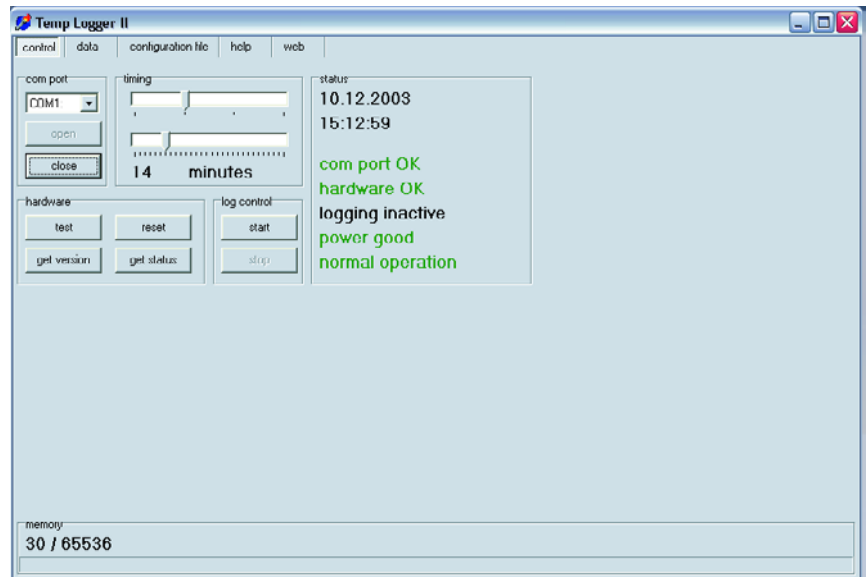 Temp Logger II
control data configuration file help web
com port
COM1
open
close
timing
14 minutes
hardware
test reset
get version get status
log control
start
stop
status
10.12.2003
15:12:59
com port OK
hardware OK
logging inactive
power good
normal operation
memory
30 / 65536